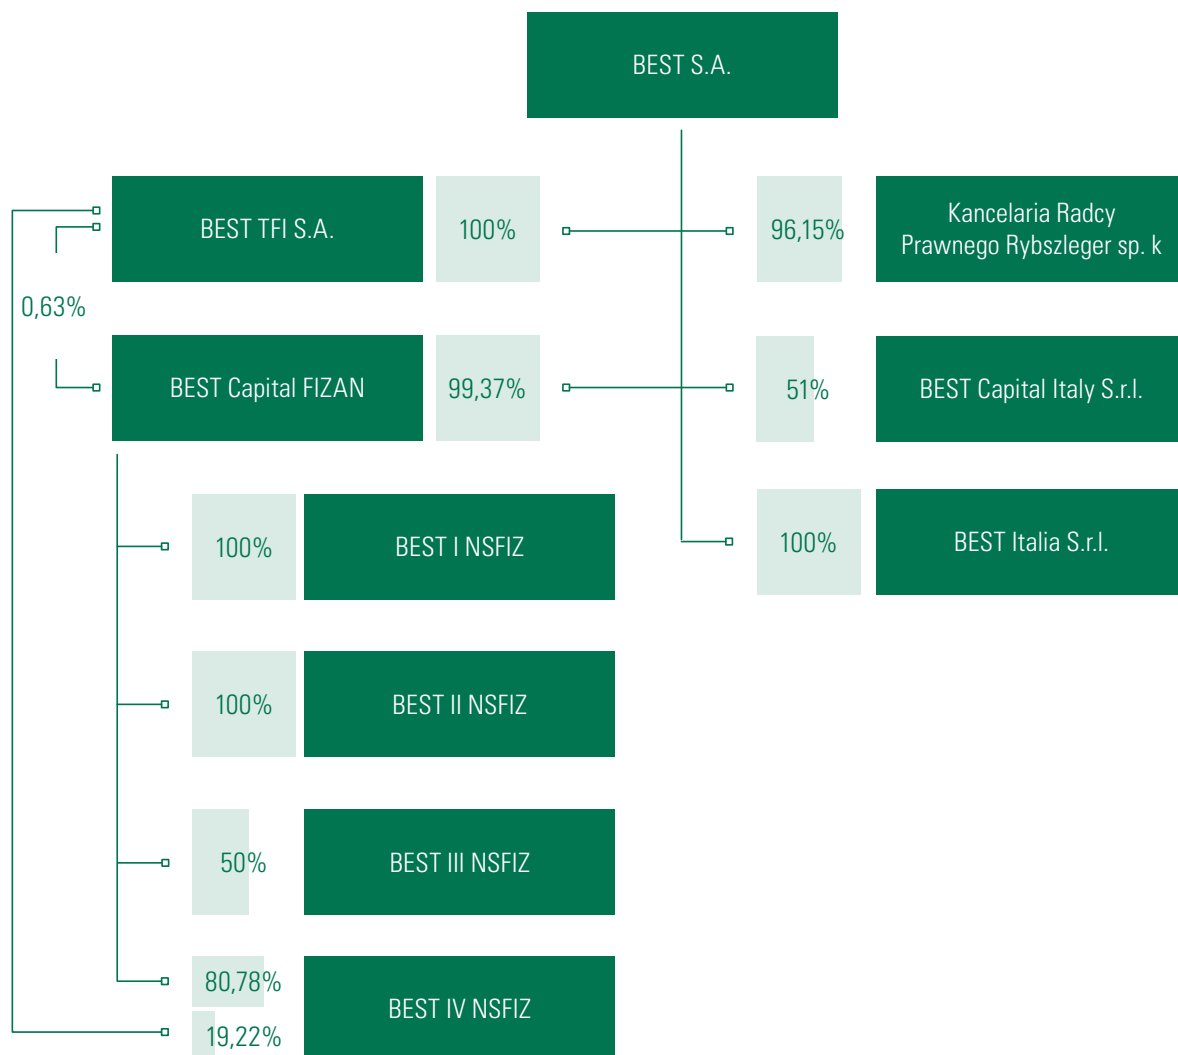 BEST S.A.
BEST TFI S.A.
100%
96,15%
Kancelaria Radcy
Prawnego Rybszleger sp. k
0,63%
BEST Capital FIZAN
99,37%
51%
BEST Capital Italy S.r.l.
100%
BEST I NSFIZ
100%
BEST Italia S.r.l.
100%
BEST II NSFIZ
50%
BEST III NSFIZ
80,78%
BEST IV NSFIZ
19,22%